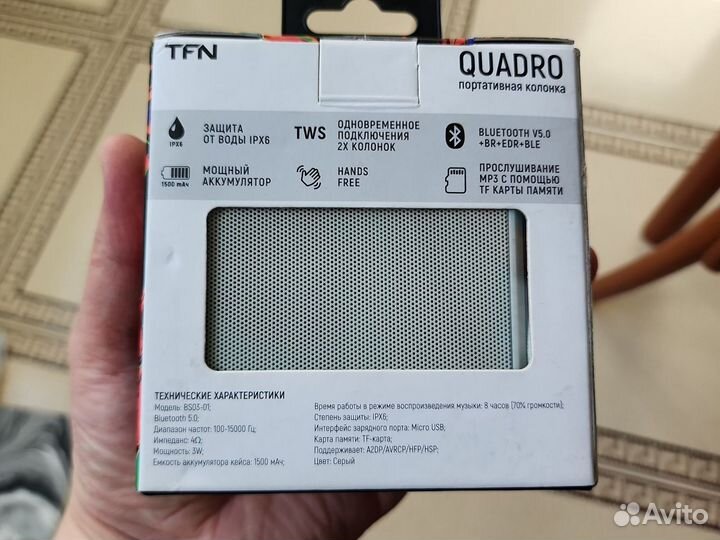 TFN
QUADRO
портативная колонка
IPX6
ЗАЩИТА
ОТ ВОДЫ IPX6
TWS
ОДНОВРЕМЕННОЕ
ПОДКЛЮЧЕНИЯ
2Х КОЛОНОК
BLUETOOTH V5.0
+BR+EDR+BLE
1500 мАч
МОЩНЫЙ
АККУМУЛЯТОР
HANDS
FREE
ПРОСЛУШИВАНИЕ
MP3 С ПОМОЩЬЮ
TF КАРТЫ ПАМЯТИ
ТЕХНИЧЕСКИЕ ХАРАКТЕРИСТИКИ
Модель: BS03-01;
Bluetooth 5.0;
Диапазон частот: 100-15000 Гц;
Импеданс: 4Ω;
Мощность: 3W;
Емкость аккумулятора кейса: 1500 мАч;
Время работы в режиме воспроизведения музыки: 8 часов (70% громкости);
Степень защиты: IPX6;
Интерфейс зарядного порта: Micro USB;
Карта памяти: TF-карта;
Поддерживает: A2DP/AVRCP/HFP/HSP;
Цвет: Серый
Avito